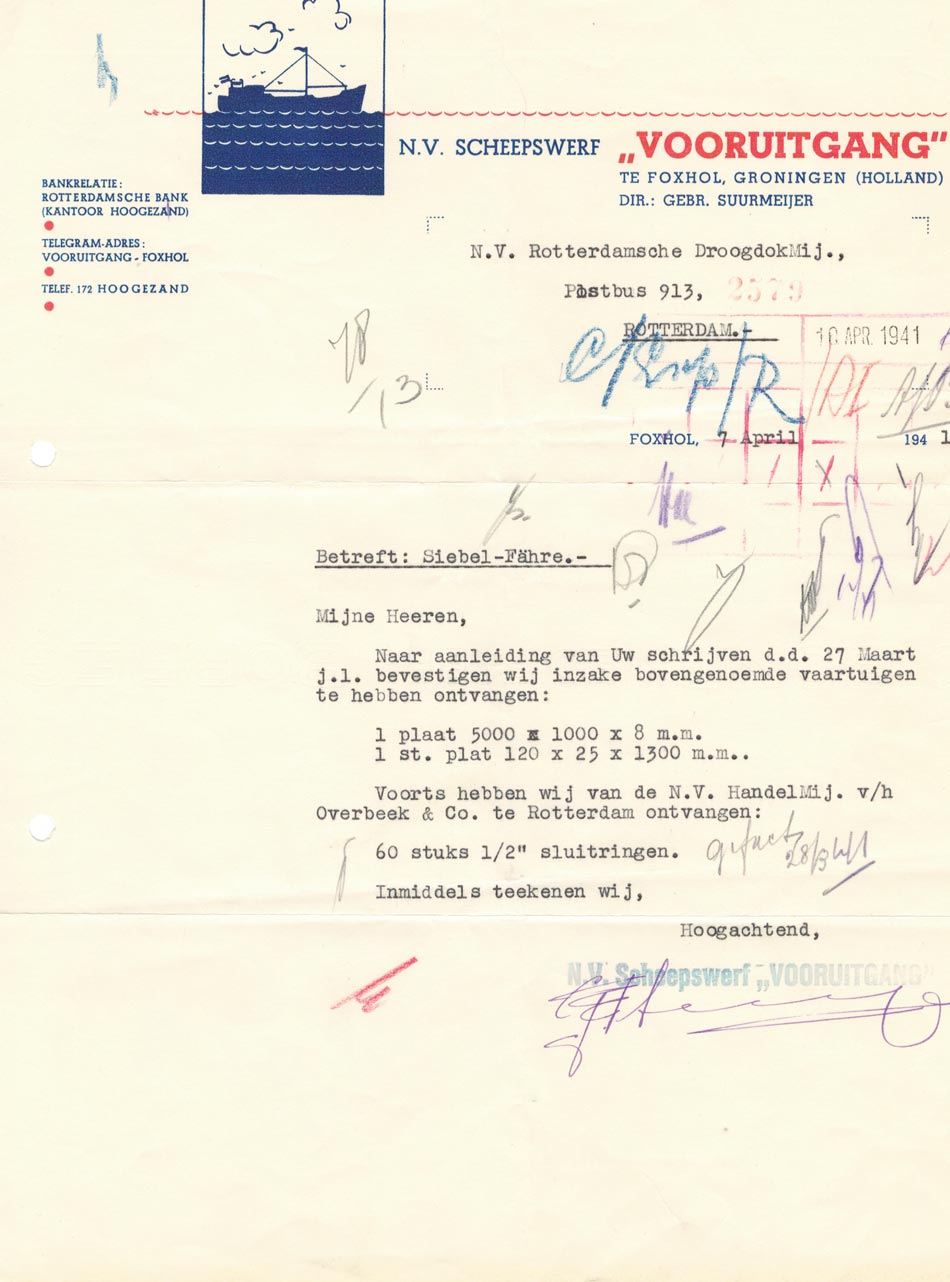 N.V. SCHEEPSWERF „VOORUITGANG"
TE FOXHOL, GRONINGEN (HOLLAND)
DIR.: GEBR. SUURMEIJER
BANKRELATIE:
ROTTERDAMSCHE BANK
(KANTOOR HOOGEZAND)
TELEGRAM-ADRES:
VOORUITGANG - FOXHOL
TELEF. 172 HOOGEZAND
N.V. Rotterdamsche DroogdokMij.,
Postbus 913,
2579
ROTTERDAM.-
10 APR. 1941
FOXHOL, 7 April 1941
Betreft: Siebel-Fähre.-
Mijne Heeren,
Naar aanleiding van Uw schrijven d.d. 27 Maart
j.l. bevestigen wij inzake bovengenoemde vaartuigen
te hebben ontvangen:
1 plaat 5000 x 1000 x 8 m.m.
1 st. plat 120 x 25 x 1300 m.m..
Voorts hebben wij van de N.V. HandelMij. v/h
Overbeek & Co. te Rotterdam ontvangen:
60 stuks 1/2" sluitringen.
28/3
Inmiddels teekenen wij,
Hoogachtend,
N.V. Scheepswerf „VOORUITGANG"